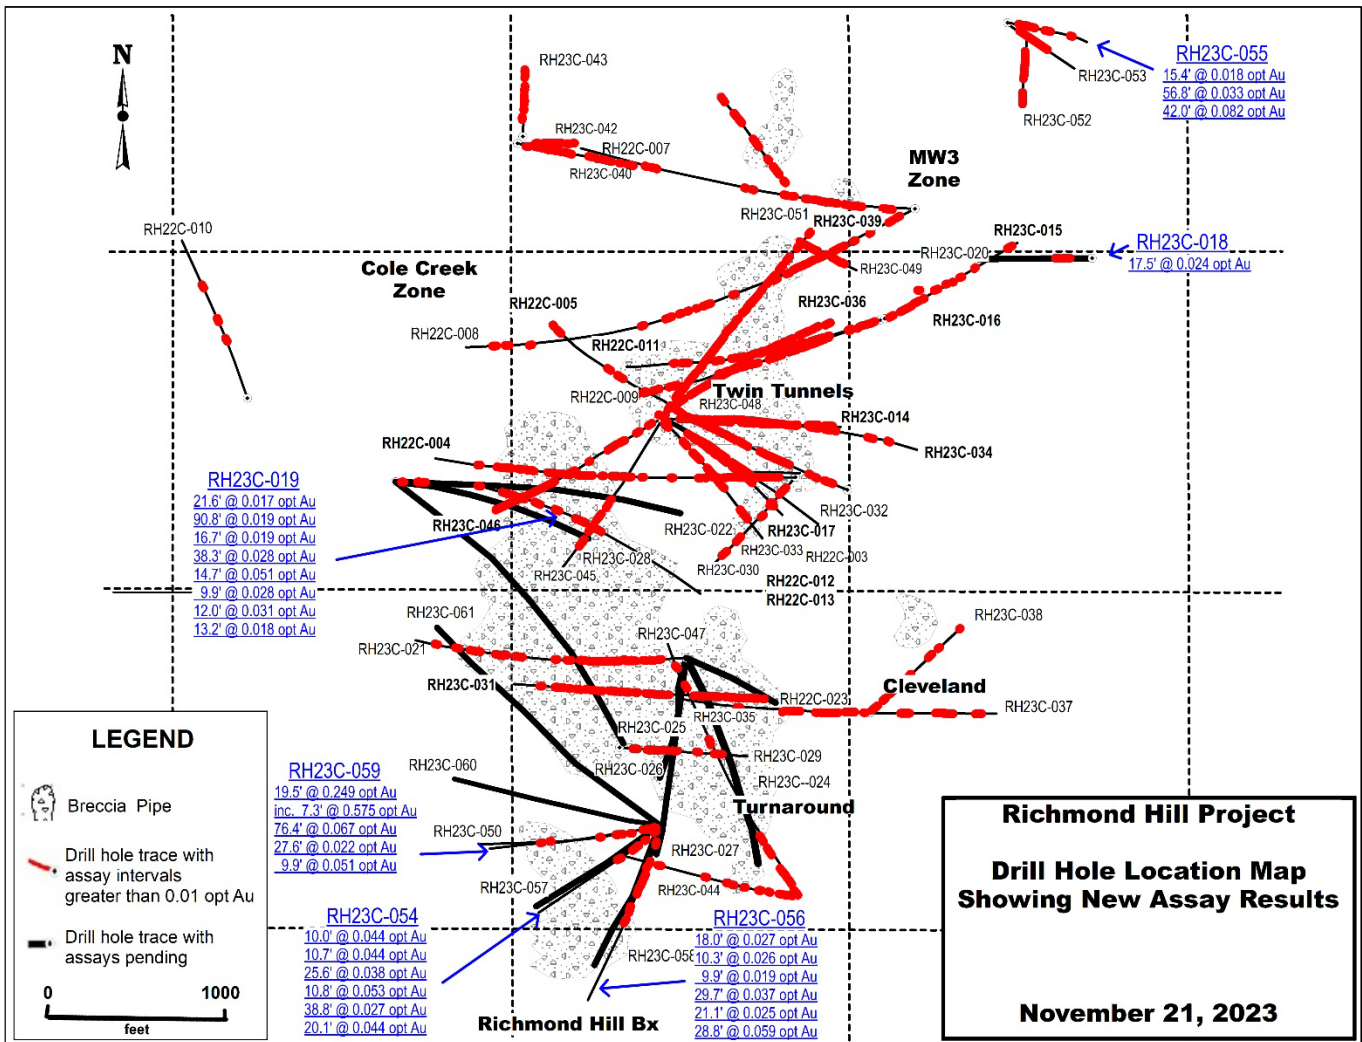 N
RH23C-043
RH23C-042
RH22C-007
RH23C-040
RH23C-055
15.4' @ 0.018 opt Au
56.8' @ 0.033 opt Au
42.0' @ 0.082 opt Au
RH23C-053
RH23C-052
MW3
Zone
RH23C-051
RH23C-039
RH22C-010
RH23C-015
RH23C-020
RH23C-018
17.5' @ 0.024 opt Au
RH23C-049
Cole Creek
Zone
RH22C-005
RH23C-036
RH23C-016
RH22C-008
RH22C-011
RH22C-009
Twin Tunnels
RH23C-048
RH23C-014
RH22C-004
RH23C-034
RH23C-019
21.6' @ 0.017 opt Au
90.8' @ 0.019 opt Au
16.7' @ 0.019 opt Au
38.3' @ 0.028 opt Au
14.7' @ 0.051 opt Au
9.9' @ 0.028 opt Au
12.0' @ 0.031 opt Au
13.2' @ 0.018 opt Au
RH23C-046
RH23C-032
RH23C-022
RH23C-017
RH23C-033
RH22C-003
RH23C-028
RH23C-045
RH23C-030
RH22C-012
RH22C-013
RH23C-061
RH23C-021
RH23C-047
RH23C-038
RH23C-031
Cleveland
RH22C-023
RH23C-037
RH23C-035
RH23C-025
RH23C-029
RH23C-026
RH23C--024
RH23C-060
Turnaround
RH23C-059
19.5' @ 0.249 opt Au
inc. 7.3' @ 0.575 opt Au
76.4' @ 0.067 opt Au
27.6' @ 0.022 opt Au
9.9' @ 0.051 opt Au
RH23C-050
RH23C-027
RH23C-044
RH23C-057
RH23C-054
10.0' @ 0.044 opt Au
10.7' @ 0.044 opt Au
25.6' @ 0.038 opt Au
10.8' @ 0.053 opt Au
38.8' @ 0.027 opt Au
20.1' @ 0.044 opt Au
RH23C-058
RH23C-056
18.0' @ 0.027 opt Au
10.3' @ 0.026 opt Au
9.9' @ 0.019 opt Au
29.7' @ 0.037 opt Au
21.1' @ 0.025 opt Au
28.8' @ 0.059 opt Au
Richmond Hill Bx
LEGEND
Breccia Pipe
Drill hole trace with
assay intervals
greater than 0.01 opt Au
Drill hole trace with
assays pending
0 1000
feet
Richmond Hill Project
Drill Hole Location Map
Showing New Assay Results
November 21, 2023